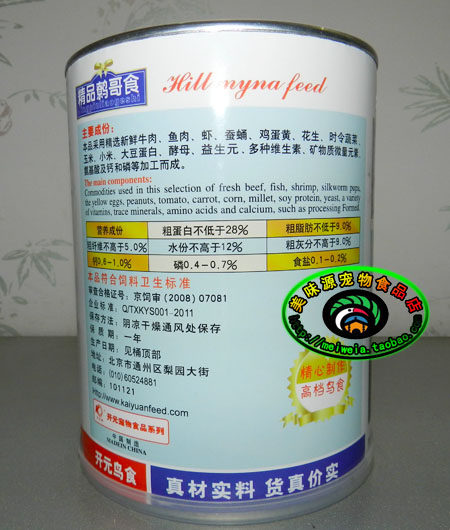 精品鹩哥食
Jingpinliaogeshi
Hill myna feed
主要成份：
本品采用精选新鲜牛肉、鱼肉、虾、蚕蛹、鸡蛋黄、花生、时令蔬菜、
玉米、小米、大豆蛋白、酵母、益生元、多种维生素、矿物质微量元素、
氨基酸及钙和磷等加工而成。
The main components:
Commodities used in this selection of fresh beef, fish, shrimp, silkworm pupa,
the yellow eggs, peanuts, tomato, carrot, corn, millet, soy protein, yeast, a variety
of vitamins, trace minerals, amino acids and calcium, such as processing Formed.
营养成份 粗蛋白不低于28% 粗脂肪不低于9.0%
粗纤维不高于5.0% 水份不高于12% 粗灰分不高于9.0%
钙0.6-1.0% 磷0.4-0.7% 食盐0.1-0.2%
本品符合饲料卫生标准
审查合格证号：京饲审(2008)07081
企业标准：Q/TXKYS001-2011
贮存：阴凉干燥通风处保存
保质期：一年
生产日期：见桶顶部
地址：北京市通州区梨园大街
电话：(010)60524881
邮编：101121
Http://www.kaiyuanfeed.com
开元宠物食品系列
中国制造
MADE IN CHINA
美味源宠物食品店
http://meiweia.taobao.com
精心制作
高档鸟食
开元鸟食
真材实料 货真价实